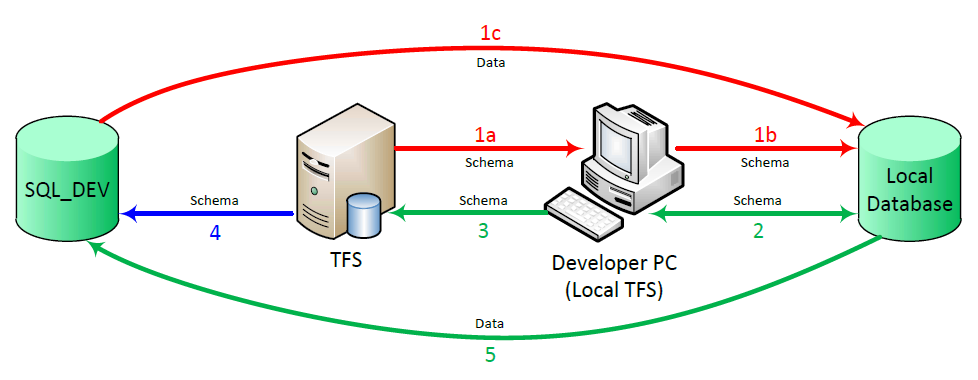 1c
Data
1a
Schema
1b
Schema
SQL_DEV
Local
Database
Schema
4
Schema
3
Schema
2
TFS
Developer PC
(Local TFS)
Data
5